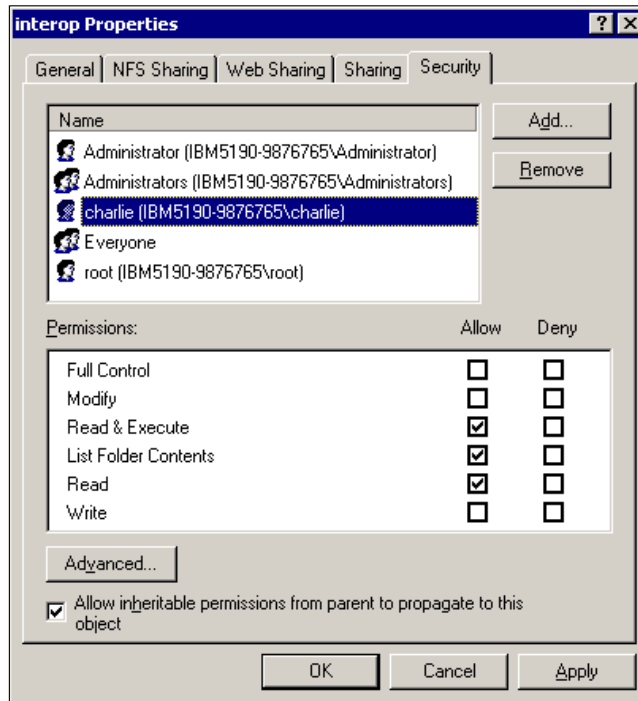 interop Properties
General NFS Sharing Web Sharing Sharing Security
Name
Administrator (IBM5190-9876765\Administrator)
Administrators (IBM5190-9876765\Administrators)
charlie (IBM5190-9876765\charlie)
Everyone
root (IBM5190-9876765\root)
Add...
Remove
Permissions: Allow Deny
Full Control
Modify
Read & Execute
List Folder Contents
Read
Write
Advanced...
Allow inheritable permissions from parent to propagate to this
object
OK Cancel Apply